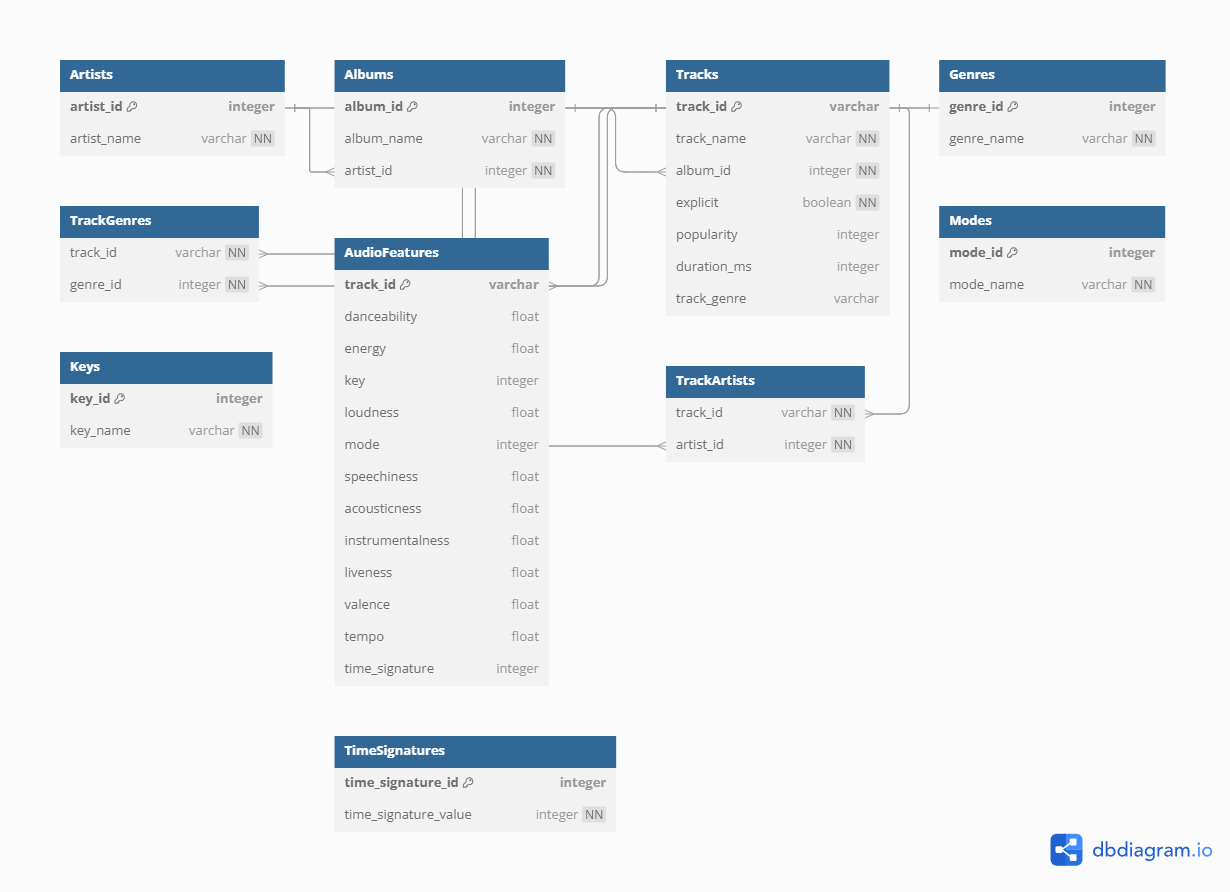 Artists
artist_id integer
artist_name varchar NN
Albums
album_id integer
album_name varchar NN
artist_id integer NN
Tracks
track_id varchar
track_name varchar NN
album_id integer NN
explicit boolean NN
popularity integer
duration_ms integer
track_genre varchar
Genres
genre_id integer
genre_name varchar NN
TrackGenres
track_id varchar NN
genre_id integer NN
AudioFeatures
track_id varchar
danceability float
energy float
key integer
loudness float
mode integer
speechiness float
acousticness float
instrumentalness float
liveness float
valence float
tempo float
time_signature integer
Modes
mode_id integer
mode_name varchar NN
Keys
key_id integer
key_name varchar NN
TrackArtists
track_id varchar NN
artist_id integer NN
TimeSignatures
time_signature_id integer
time_signature_value integer NN
dbdiagram.io